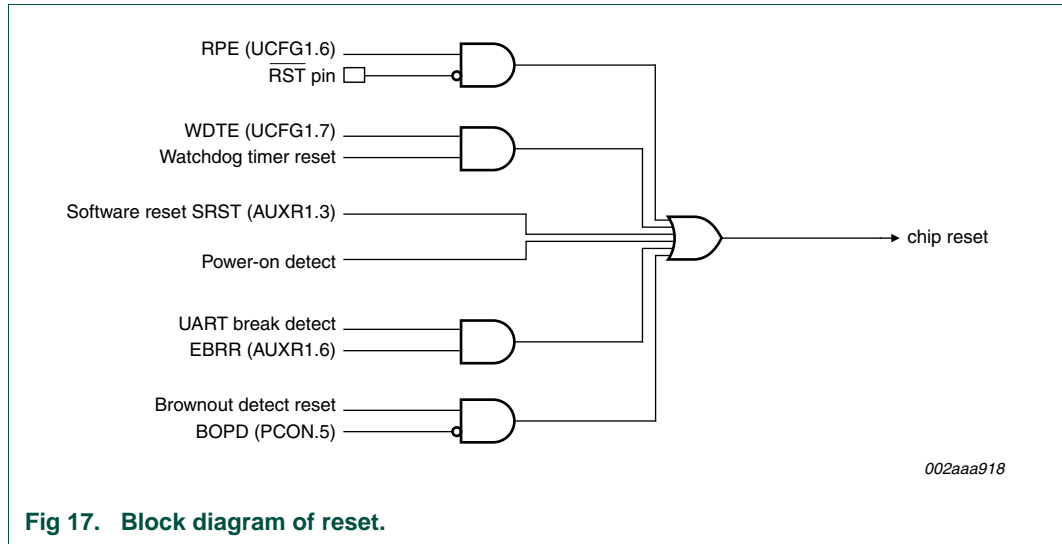 RPE (UCFG1.6)
RST pin
WDTE (UCFG1.7)
Watchdog timer reset
Software reset SRST (AUXR1.3)
Power-on detect
chip reset
UART break detect
EBRR (AUXR1.6)
Brownout detect reset
BOPD (PCON.5)
002aaa918
Fig 17. Block diagram of reset.